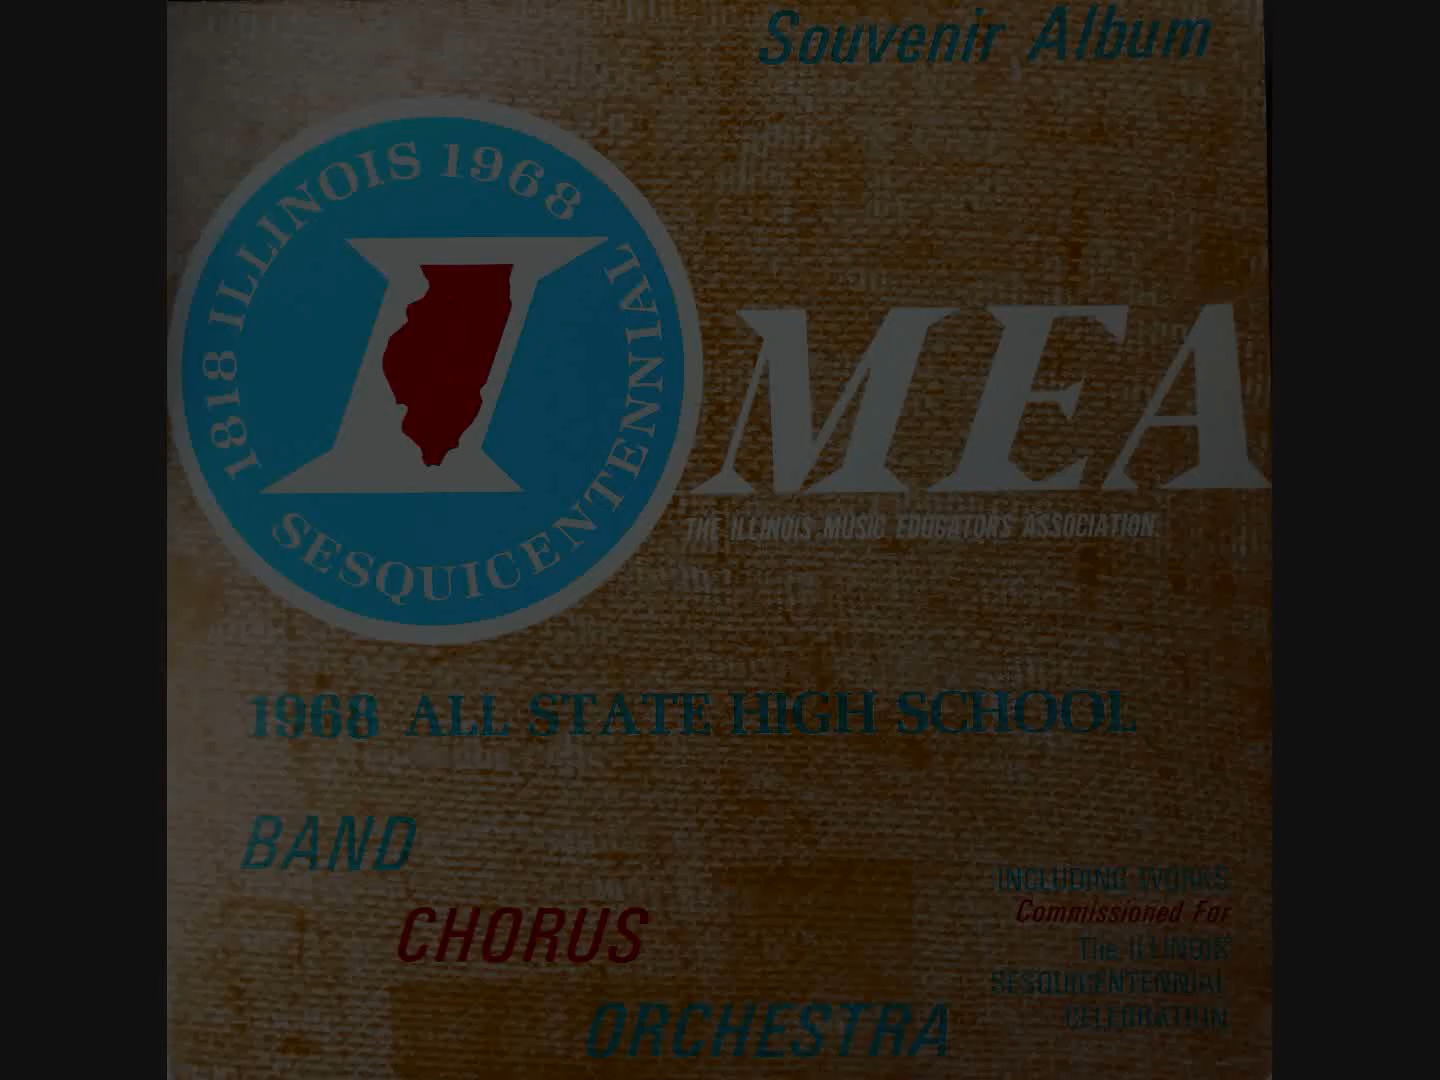 Souvenir Album
1818 ILLINOIS 1968
SESQUICENTENNIAL
MEA
THE ILLINOIS MUSIC EDUCATORS ASSOCIATION
1968 ALL STATE HIGH SCHOOL
BAND
CHORUS
ORCHESTRA
INCLUDING WORKS
Commissioned For
The ILLINOIS
SESQUICENTENNIAL
CELEBRATION